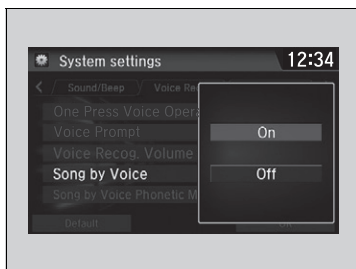 System settings 12:34
Sound/Beep Voice Rec
One Press Voice Opera
Voice Prompt
Voice Recog. Volume
Song by Voice
Song by Voice Phonetic M
On
Off
Default